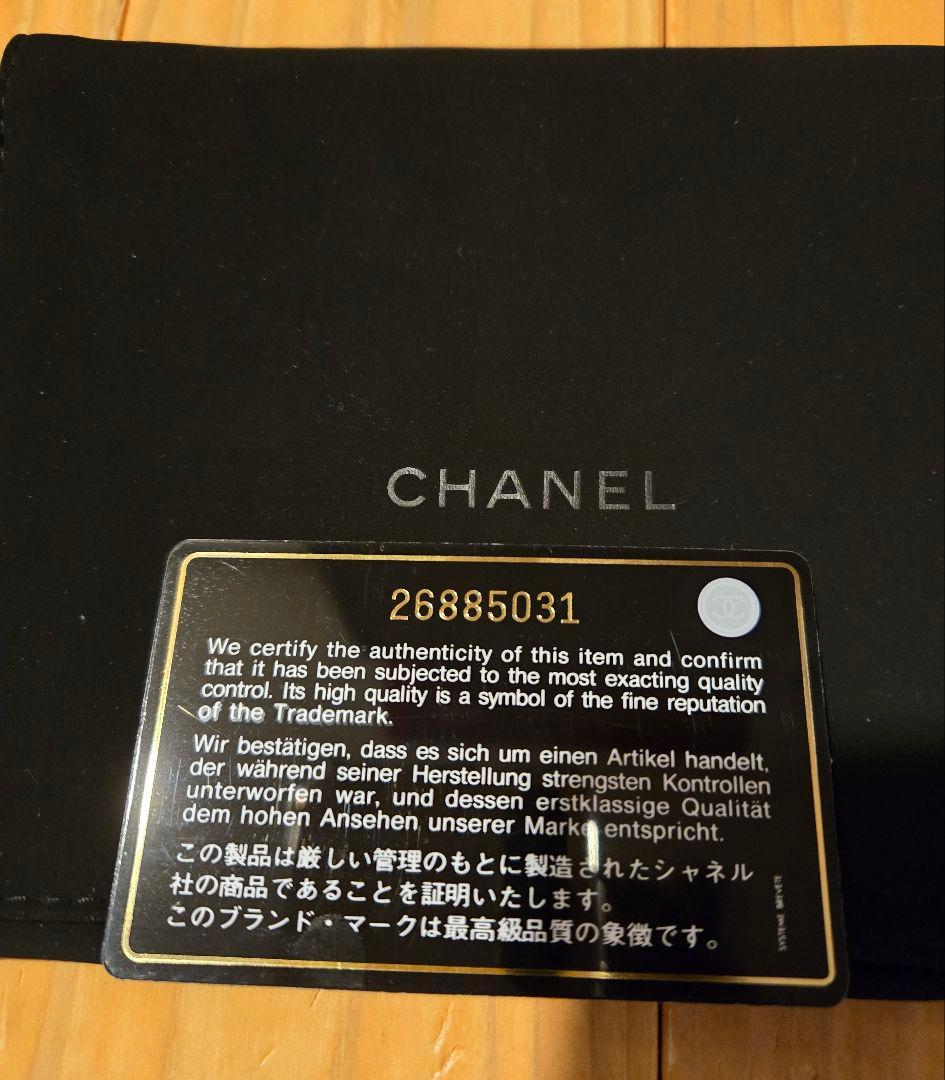 CHANEL
26885031
We certify the authenticity of this item and confirm
that it has been subjected to the most exacting quality
control. Its high quality is a symbol of the fine reputation
of the Trademark.
Wir bestätigen, dass es sich um einen Artikel handelt,
der während seiner Herstellung strengsten Kontrollen
unterworfen war, und dessen erstklassige Qualität
dem hohen Ansehen unserer Marke entspricht.
この製品は厳しい管理のもとに製造されたシャネル
社の商品であることを証明いたします。
このブランド・マークは最高級品質の象徴です。
SYSTEME BREVETE